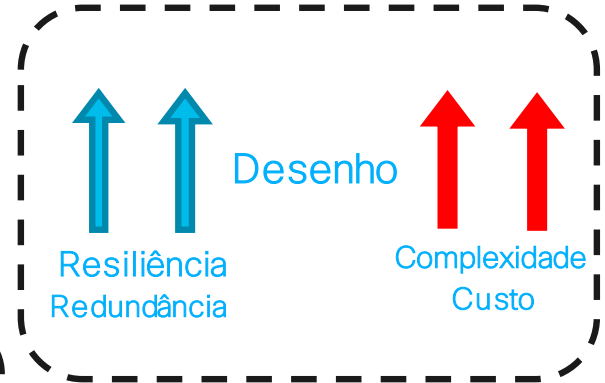 Desenho
Resiliência
Redundância
Complexidade
Custo